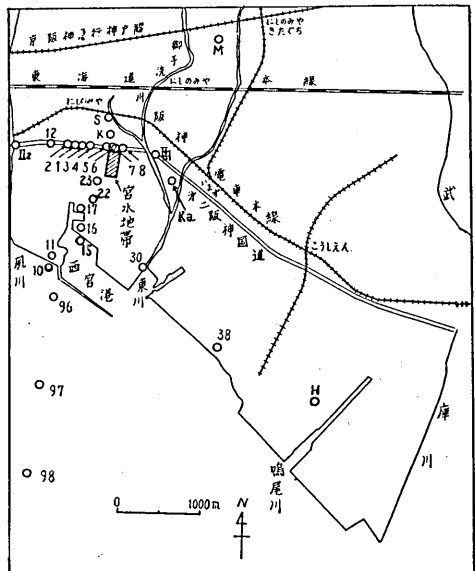 京阪神急行神戸線
御手洗川
M
にしのみや
きたぐち
東海道本線
にしのみや
にしのみや
S
K
阪神電車本線
武庫川
II₂
12
2 1 3 4 5 6
7 8
II₁
宮水地帯
23
22
17
16
15
Ka
才二阪神国道
こうしえん
11
10
西宮港
夙川
30
東川
96
38
97
H
98
鳴尾川
0 1000m
N